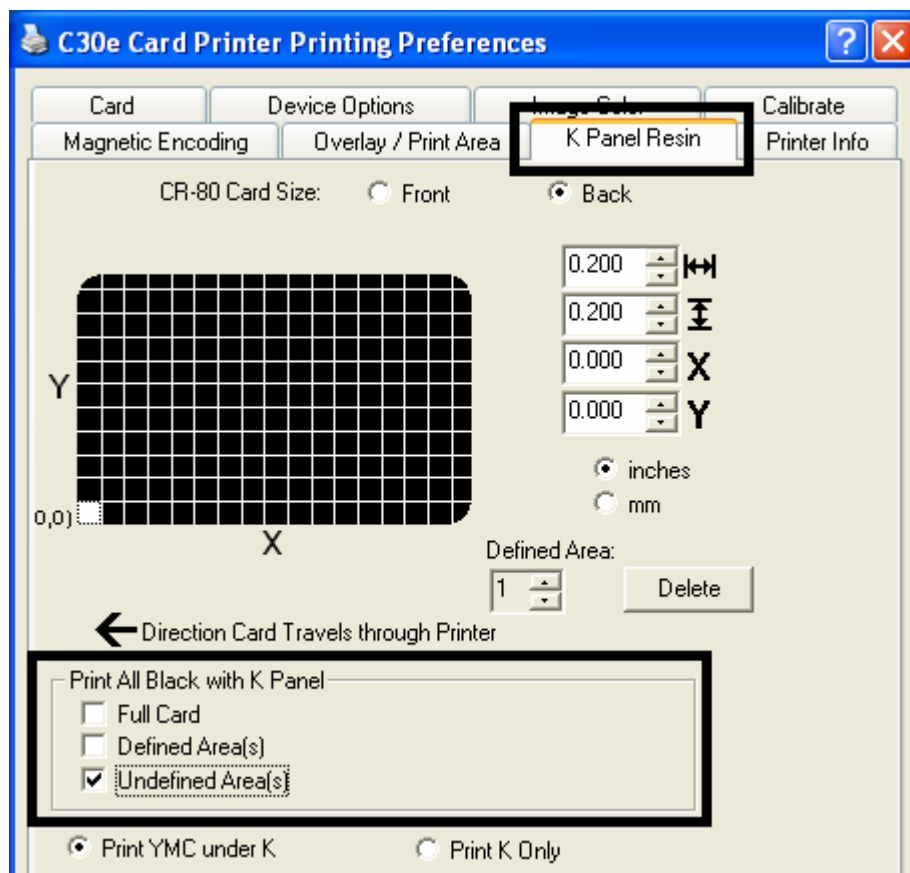 C30e Card Printer Printing Preferences
Card Device Options Image Color Calibrate
Magnetic Encoding Overlay / Print Area K Panel Resin Printer Info
CR-80 Card Size: Front Back
0.200
0.200
0.000 X
0.000 Y
Y
inches
mm
0,0)
X
Defined Area:
1 Delete
Direction Card Travels through Printer
Print All Black with K Panel
Full Card
Defined Area(s)
Undefined Area(s)
Print YMC under K Print K Only